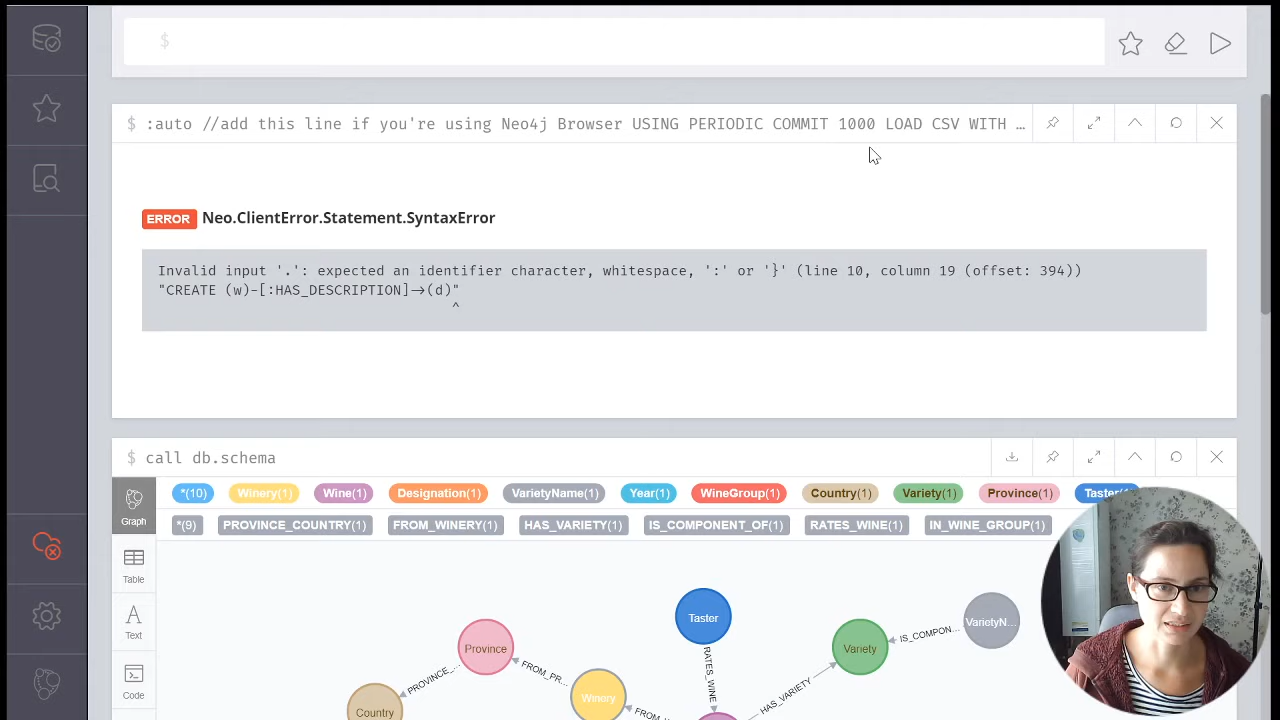 $
$ :auto //add this line if you're using Neo4j Browser USING PERIODIC COMMIT 1000 LOAD CSV WITH …
ERROR Neo.ClientError.Statement.SyntaxError
Invalid input '.': expected an identifier character, whitespace, ':' or '}' (line 10, column 19 (offset: 394))
"CREATE (w)-[:HAS_DESCRIPTION]->(d)"
^
$ call db.schema
*(10) Winery(1) Wine(1) Designation(1) VarietyName(1) Year(1) WineGroup(1) Country(1) Variety(1) Province(1)
*(9) PROVINCE_COUNTRY(1) FROM_WINERY(1) HAS_VARIETY(1) IS_COMPONENT_OF(1) RATES_WINE(1) IN_WINE_GROUP(1)
Graph
Table
Text
Code
Taster
VarietyN...
IS_COMPON...
Variety
Province
RATES_WINE
FROM_PR...
HAS_VARIETY
PROVINCE_...
Winery
Country